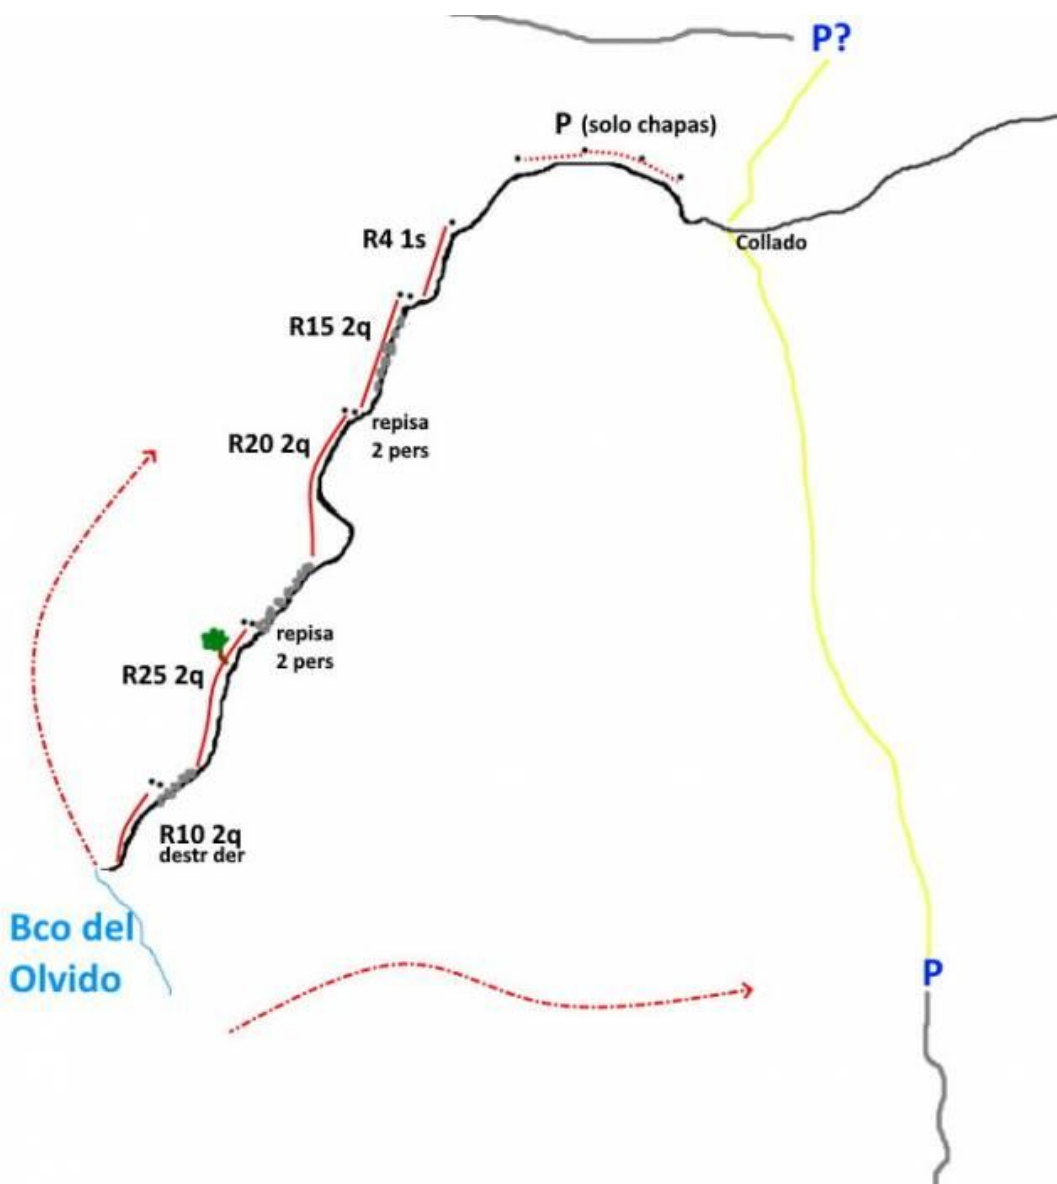 P?
P (solo chapas)
R4 1s
Collado
R15 2q
repisa
2 pers
R20 2q
repisa
2 pers
R25 2q
R10 2q
destr der
Bco del
Olvido
P